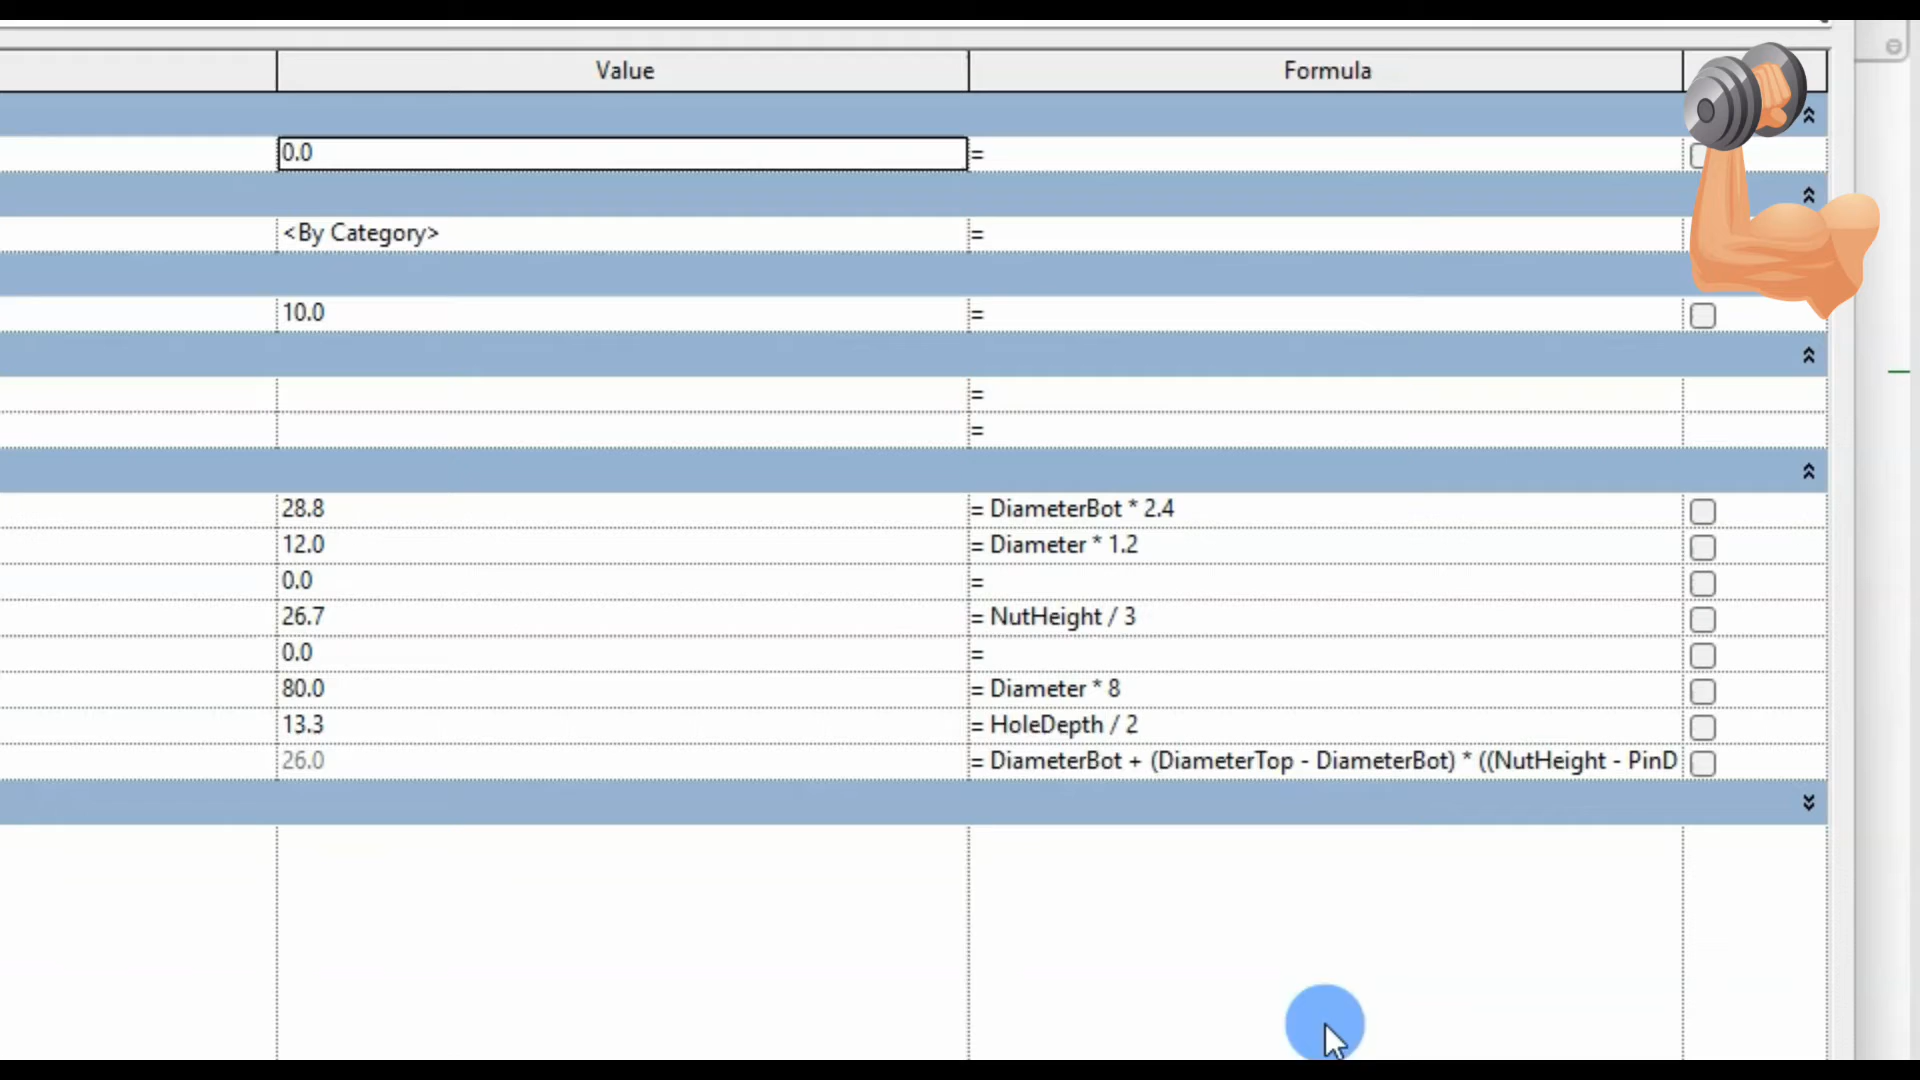 Value Formula
0.0 =
<By Category> =
10.0 =
=
=
28.8 = DiameterBot * 2.4
12.0 = Diameter * 1.2
0.0 =
26.7 = NutHeight / 3
0.0 =
80.0 = Diameter * 8
13.3 = HoleDepth / 2
26.0 = DiameterBot + (DiameterTop - DiameterBot) * ((NutHeight - PinD